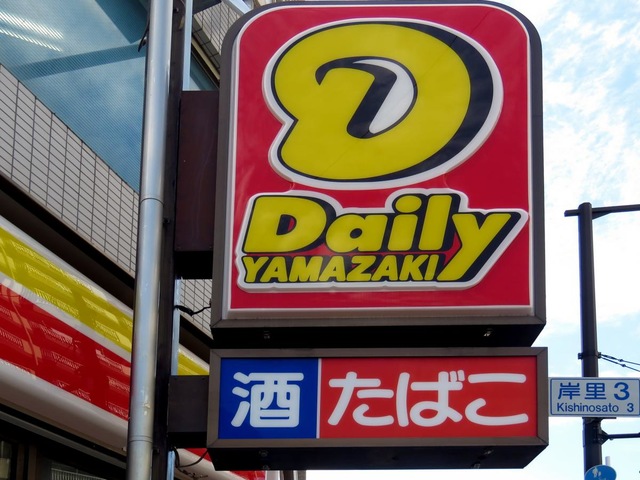 D
Daily
YAMAZAKI
酒 たばこ
岸里 3
Kishinosato 3